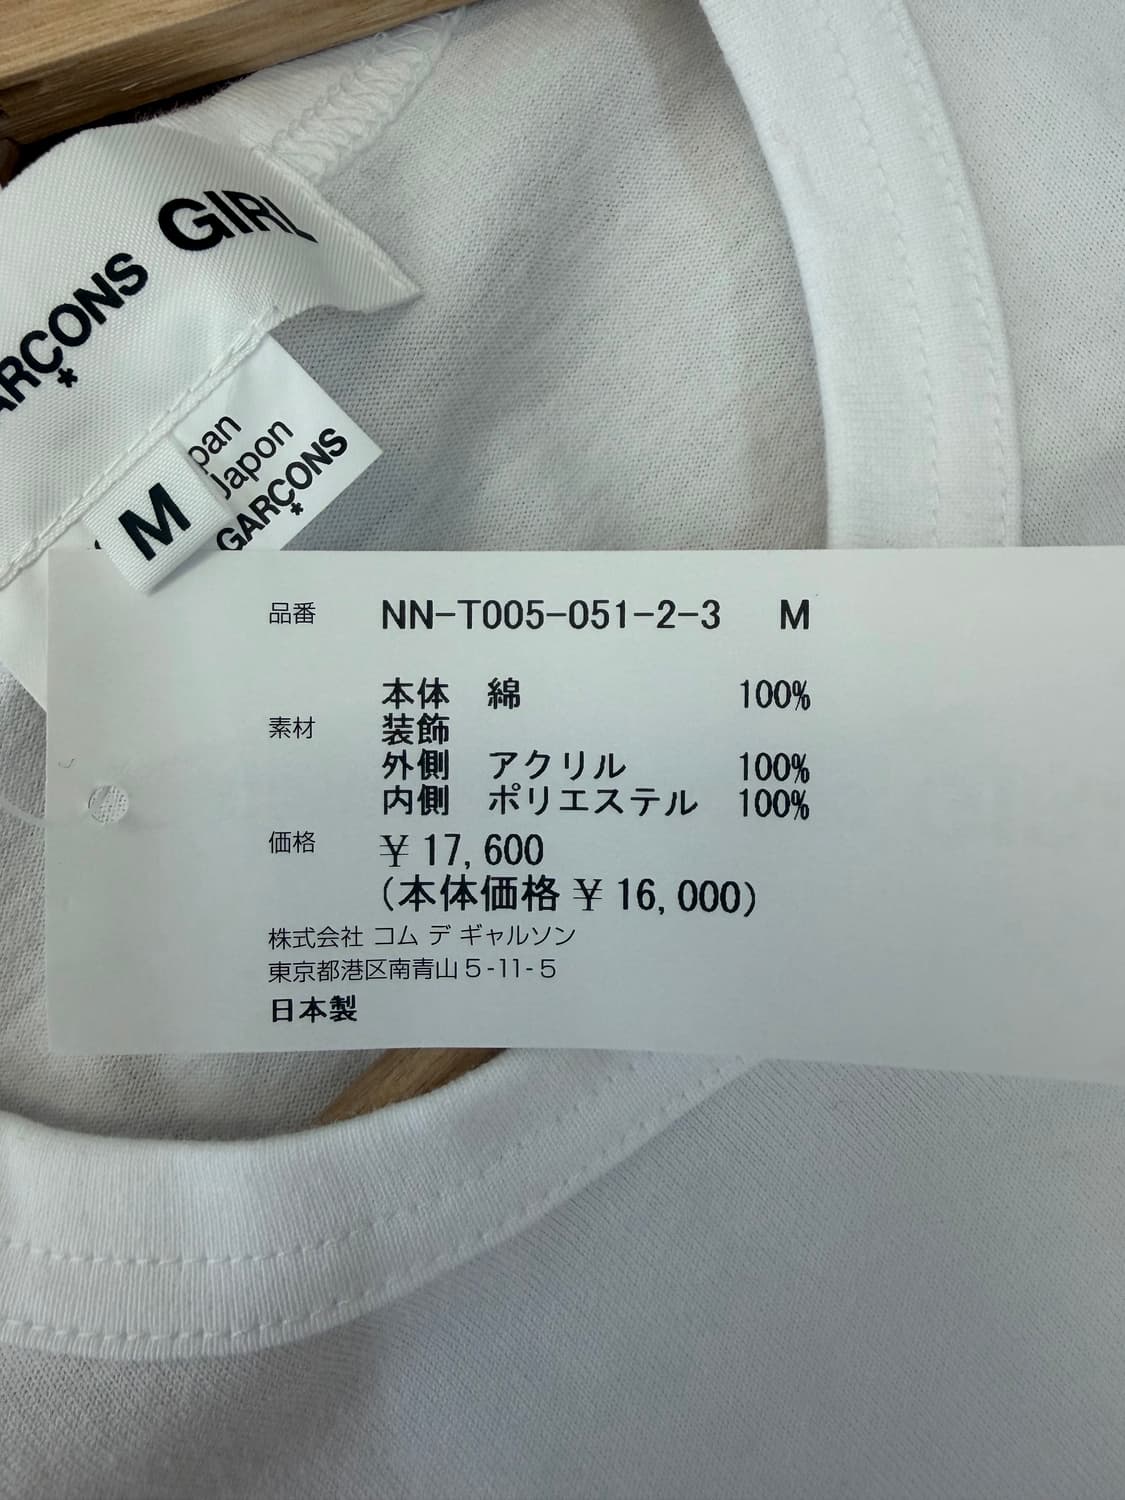 GIRL
GARÇONS
Japon
GARÇONS
M
品番 NN-T005-051-2-3 M
本体 綿 100%
素材 装飾
外側 アクリル 100%
内側 ポリエステル 100%
価格 ¥17,600
(本体価格¥16,000)
株式会社 コム デ ギャルソン
東京都港区南青山5-11-5
日本製